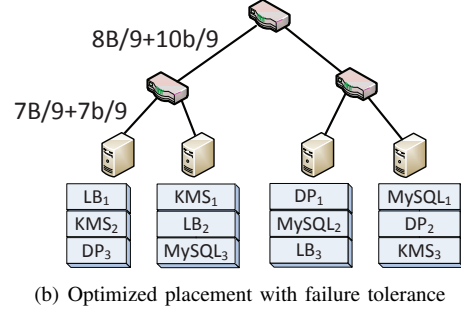 8B/9+10b/9
7B/9+7b/9
LB₁ KMS₁ DP₁ MySQL₁
KMS₂ LB₂ MySQL₂ DP₂
DP₃ MySQL₃ LB₃ KMS₃
(b) Optimized placement with failure tolerance